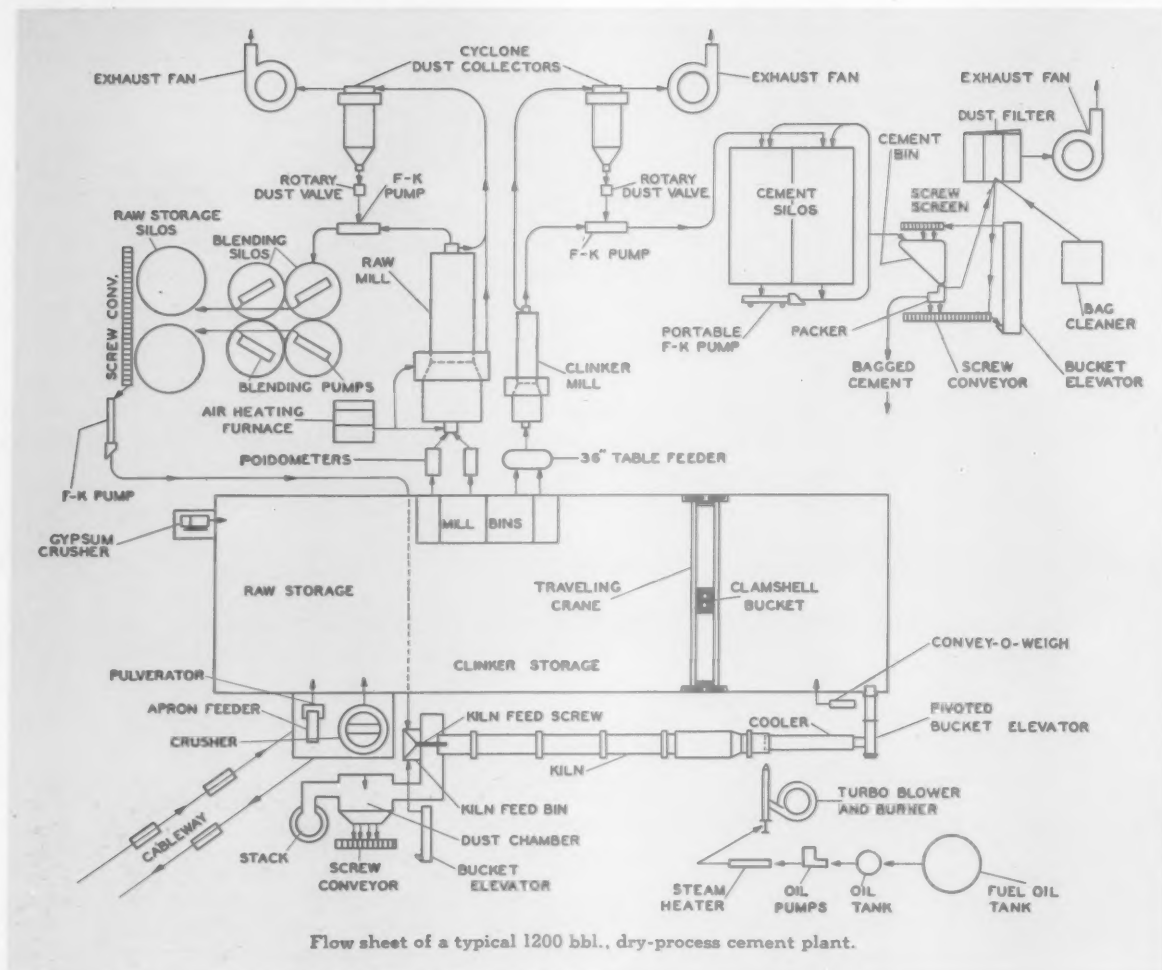 CYCLONE
DUST COLLECTORS
EXHAUST FAN
EXHAUST FAN
EXHAUST FAN
DUST FILTER
CEMENT
BIN
ROTARY
DUST VALVE
F-K
PUMP
ROTARY
DUST VALVE
F-K PUMP
CEMENT
SILOS
SCREW
SCREEN
RAW STORAGE
SILOS
BLENDING
SILOS
RAW
MILL
SCREW CONV.
PORTABLE
F-K PUMP
PACKER
BAG
CLEANER
BLENDING PUMPS
CLINKER
MILL
BAGGED
CEMENT
SCREW
CONVEYOR
BUCKET
ELEVATOR
AIR HEATING
FURNACE
POIDOMETERS
36" TABLE FEEDER
F-K PUMP
GYPSUM
CRUSHER
MILL BINS
RAW STORAGE
TRAVELING
CRANE
CLAMSHELL
BUCKET
CLINKER STORAGE
CONVEY-O-WEIGH
PULVERATOR
APRON FEEDER
CRUSHER
KILN FEED SCREW
COOLER
PIVOTED
BUCKET ELEVATOR
KILN
KILN FEED BIN
TURBO BLOWER
AND BURNER
CABLEWAY
STACK
DUST CHAMBER
SCREW
CONVEYOR
BUCKET
ELEVATOR
STEAM
HEATER
OIL
PUMPS
OIL
TANK
FUEL OIL
TANK
Flow sheet of a typical 1200 bbl., dry-process cement plant.